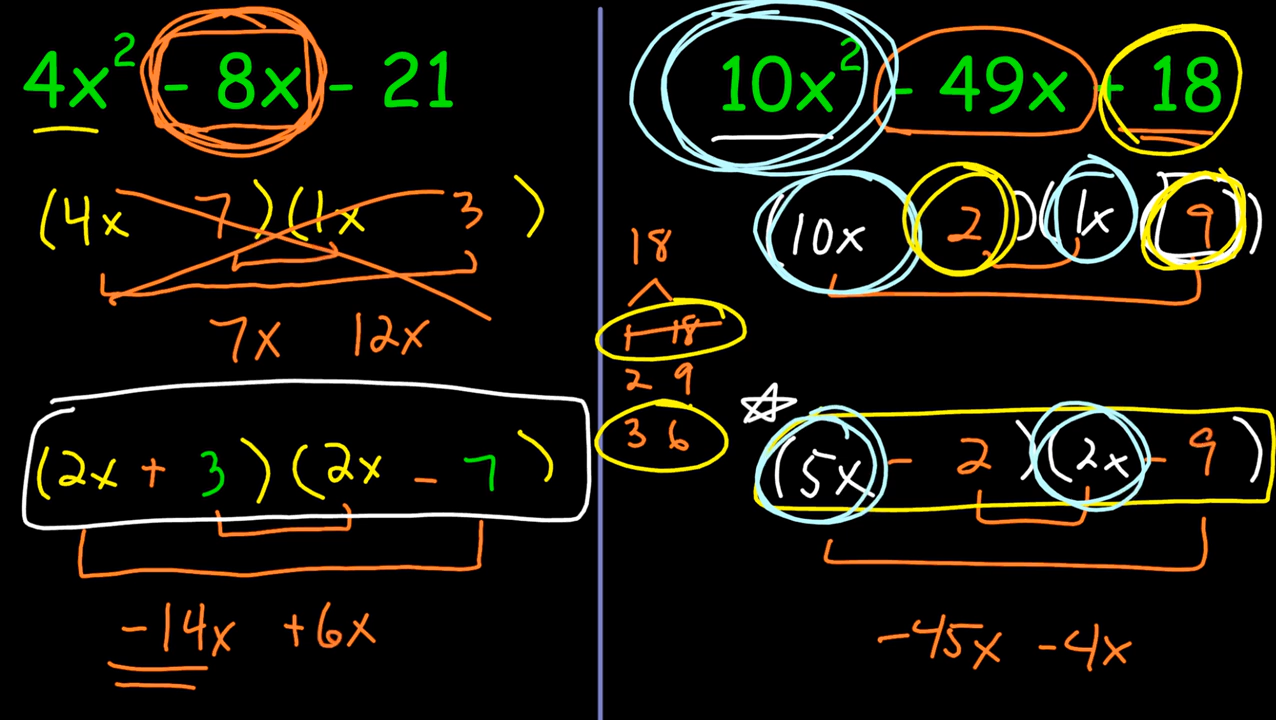 4x² - 8x - 21
(4x 7)(1x 3)
7x 12x
(2x + 3)(2x - 7)
-14x +6x
10x² - 49x + 18
(10x 2)(1x 9)
18
1 18
2 9
3 6
(5x - 2)(2x - 9)
-45x -4x